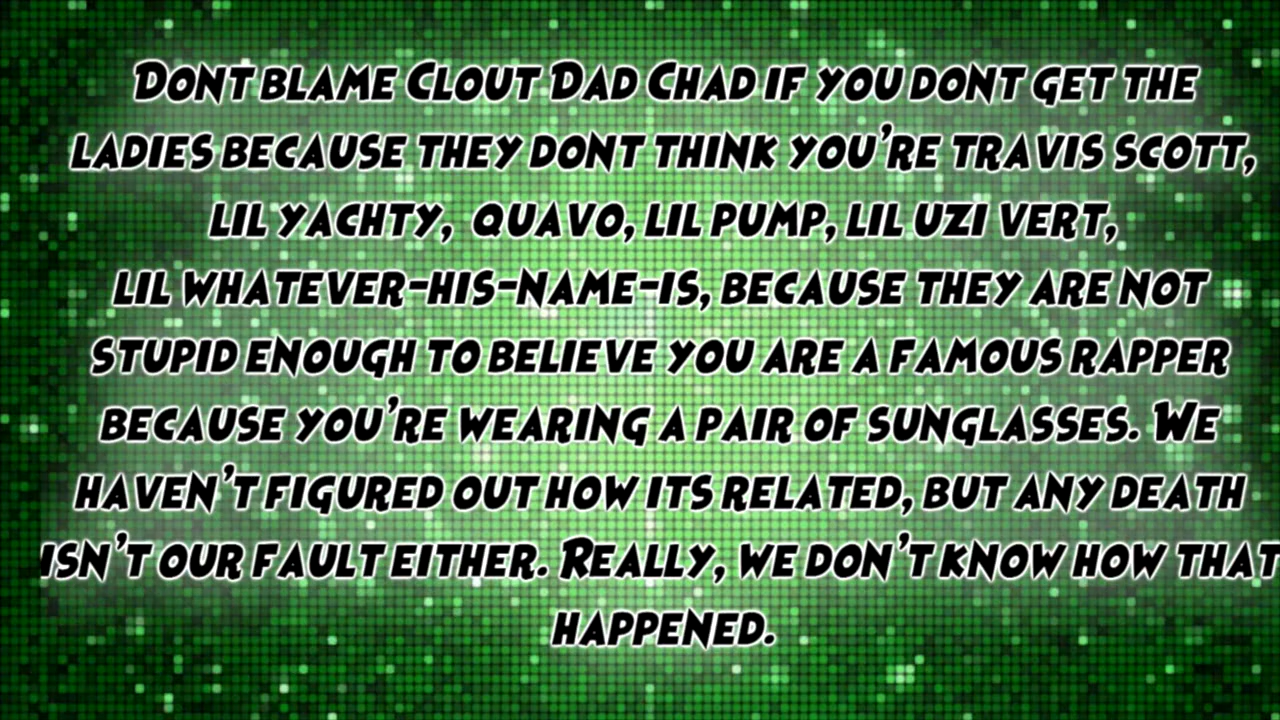 Dont blame Clout Dad Chad if you dont get the
ladies because they dont think you're travis scott,
lil yachty, quavo, lil pump, lil uzi vert,
lil whatever-his-name-is, because they are not
stupid enough to believe you are a famous rapper
because you're wearing a pair of sunglasses. We
haven't figured out how its related, but any death
isn't our fault either. Really, we don't know how that
happened.